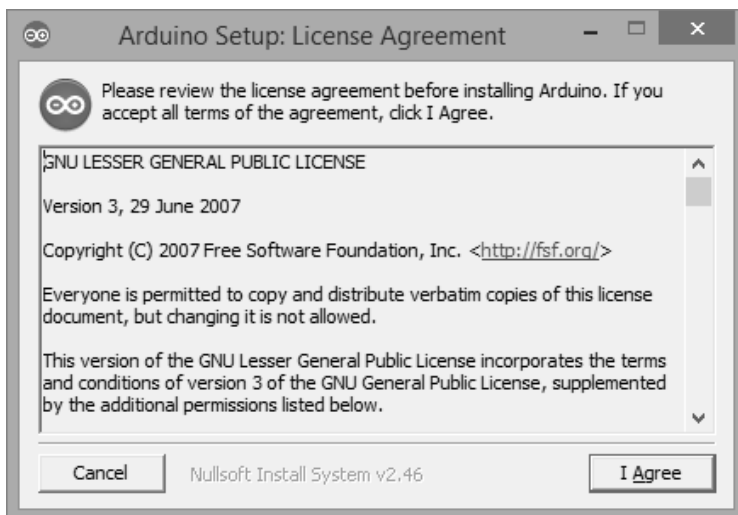 Arduino Setup: License Agreement
Please review the license agreement before installing Arduino. If you
accept all terms of the agreement, click I Agree.
GNU LESSER GENERAL PUBLIC LICENSE
Version 3, 29 June 2007
Copyright (C) 2007 Free Software Foundation, Inc. <http://fsf.org/>
Everyone is permitted to copy and distribute verbatim copies of this license
document, but changing it is not allowed.
This version of the GNU Lesser General Public License incorporates the terms
and conditions of version 3 of the GNU General Public License, supplemented
by the additional permissions listed below.
Cancel
Nullsoft Install System v2.46
I Agree